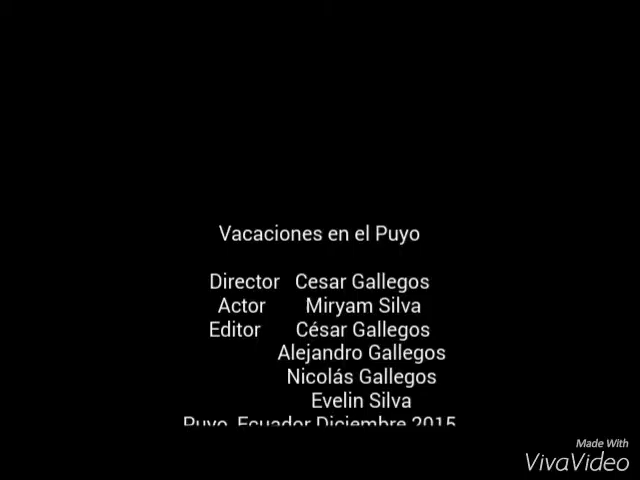 Vacaciones en el Puyo
Director Cesar Gallegos
Actor Miryam Silva
Editor César Gallegos
Alejandro Gallegos
Nicolás Gallegos
Evelin Silva
Puyo, Ecuador Diciembre 2015
Made With
VivaVideo